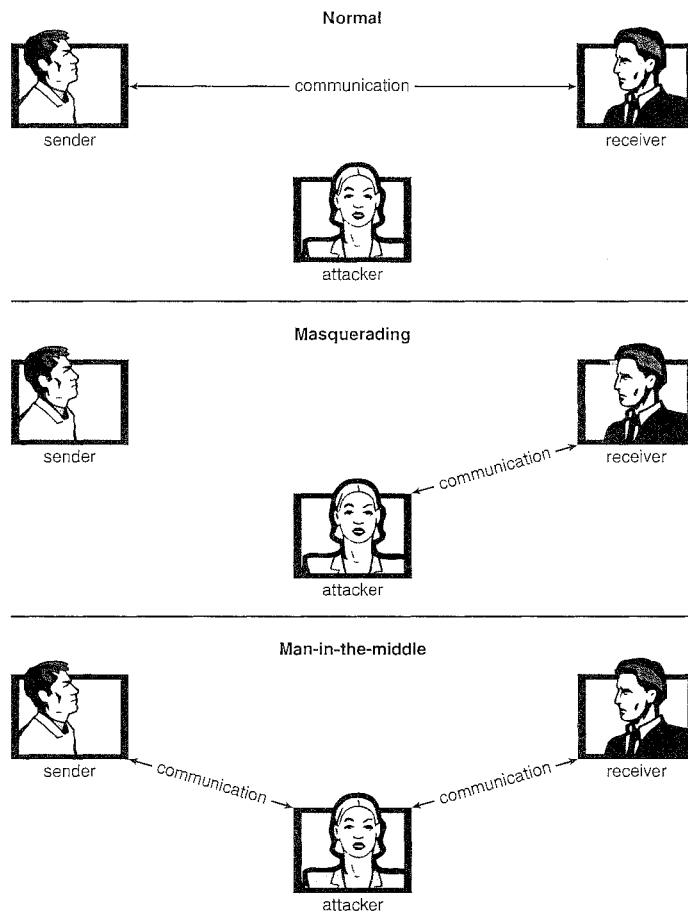 Normal
communication
sender
receiver
attacker
Masquerading
sender
receiver
communication
attacker
Man-in-the-middle
sender
receiver
communication
communication
attacker